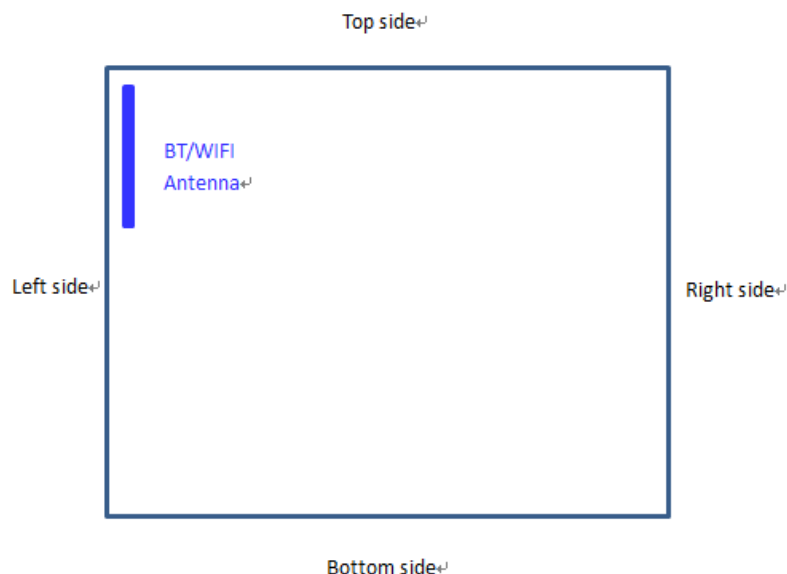 Top side↵
BT/WIFI
Antenna↵
Left side↵
Right side↵
Bottom side↵